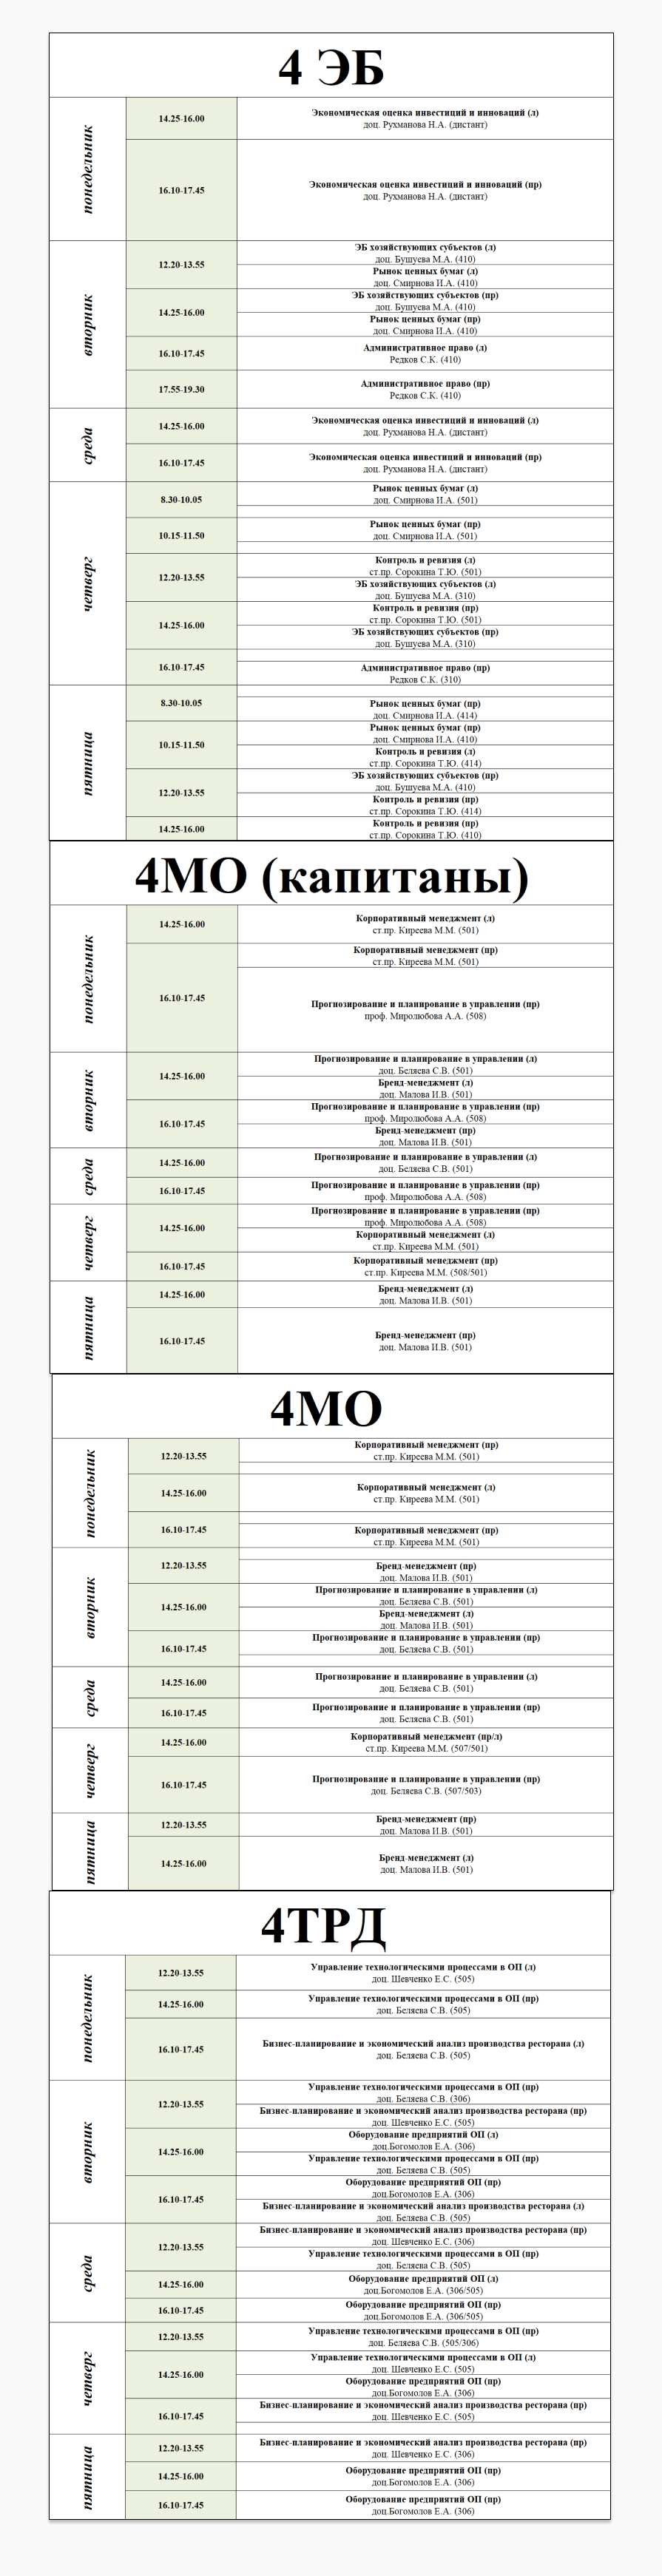 4 ЭБ
понедельник
14.25-16.00
Экономическая оценка инвестиций и инноваций (л)
доц. Рухманова Н.А. (дистант)
16.10-17.45
Экономическая оценка инвестиций и инноваций (пр)
доц. Рухманова Н.А. (дистант)
вторник
12.20-13.55
ЭБ хозяйствующих субъектов (л)
доц. Бушуева М.А. (410)
Рынок ценных бумаг (л)
доц. Смирнова И.А. (410)
14.25-16.00
ЭБ хозяйствующих субъектов (пр)
доц. Бушуева М.А. (410)
Рынок ценных бумаг (пр)
доц. Смирнова И.А. (410)
16.10-17.45
Административное право (л)
Редков С.К. (410)
17.55-19.30
Административное право (пр)
Редков С.К. (410)
среда
14.25-16.00
Экономическая оценка инвестиций и инноваций (л)
доц. Рухманова Н.А. (дистант)
16.10-17.45
Экономическая оценка инвестиций и инноваций (пр)
доц. Рухманова Н.А. (дистант)
четверг
8.30-10.05
Рынок ценных бумаг (л)
доц. Смирнова И.А. (501)
10.15-11.50
Рынок ценных бумаг (пр)
доц. Смирнова И.А. (501)
12.20-13.55
Контроль и ревизия (л)
ст.пр. Сорокина Т.Ю. (501)
ЭБ хозяйствующих субъектов (л)
доц. Бушуева М.А. (310)
14.25-16.00
Контроль и ревизия (пр)
ст.пр. Сорокина Т.Ю. (501)
ЭБ хозяйствующих субъектов (пр)
доц. Бушуева М.А. (310)
16.10-17.45
Административное право (пр)
Редков С.К. (310)
пятница
8.30-10.05
Рынок ценных бумаг (пр)
доц. Смирнова И.А. (414)
10.15-11.50
Рынок ценных бумаг (пр)
доц. Смирнова И.А. (410)
Контроль и ревизия (л)
ст.пр. Сорокина Т.Ю. (414)
12.20-13.55
ЭБ хозяйствующих субъектов (пр)
доц. Бушуева М.А. (410)
Контроль и ревизия (пр)
ст.пр. Сорокина Т.Ю. (414)
14.25-16.00
Контроль и ревизия (пр)
ст.пр. Сорокина Т.Ю. (410)
4МО (капитаны)
понедельник
14.25-16.00
Корпоративный менеджмент (л)
ст.пр. Киреева М.М. (501)
16.10-17.45
Корпоративный менеджмент (пр)
ст.пр. Киреева М.М. (501)
Прогнозирование и планирование в управлении (пр)
проф. Миролюбова А.А. (508)
вторник
14.25-16.00
Прогнозирование и планирование в управлении (л)
доц. Беляева С.В. (501)
Бренд-менеджмент (л)
доц. Малова И.В. (501)
16.10-17.45
Прогнозирование и планирование в управлении (пр)
проф. Миролюбова А.А. (508)
Бренд-менеджмент (пр)
доц. Малова И.В. (501)
среда
14.25-16.00
Прогнозирование и планирование в управлении (л)
доц. Беляева С.В. (501)
16.10-17.45
Прогнозирование и планирование в управлении (пр)
проф. Миролюбова А.А. (508)
четверг
14.25-16.00
Прогнозирование и планирование в управлении (пр)
проф. Миролюбова А.А. (508)
Корпоративный менеджмент (л)
ст.пр. Киреева М.М. (501)
16.10-17.45
Корпоративный менеджмент (пр)
ст.пр. Киреева М.М. (508/501)
пятница
14.25-16.00
Бренд-менеджмент (л)
доц. Малова И.В. (501)
16.10-17.45
Бренд-менеджмент (пр)
доц. Малова И.В. (501)
4МО
понедельник
12.20-13.55
Корпоративный менеджмент (пр)
ст.пр. Киреева М.М. (501)
14.25-16.00
Корпоративный менеджмент (л)
ст.пр. Киреева М.М. (501)
16.10-17.45
Корпоративный менеджмент (пр)
ст.пр. Киреева М.М. (501)
вторник
12.20-13.55
Бренд-менеджмент (пр)
доц. Малова И.В. (501)
14.25-16.00
Прогнозирование и планирование в управлении (л)
доц. Беляева С.В. (501)
Бренд-менеджмент (л)
доц. Малова И.В. (501)
16.10-17.45
Прогнозирование и планирование в управлении (пр)
доц. Беляева С.В. (501)
среда
14.25-16.00
Прогнозирование и планирование в управлении (л)
доц. Беляева С.В. (501)
16.10-17.45
Прогнозирование и планирование в управлении (пр)
доц. Беляева С.В. (501)
четверг
14.25-16.00
Корпоративный менеджмент (пр/л)
ст.пр. Киреева М.М. (507/501)
16.10-17.45
Прогнозирование и планирование в управлении (пр)
доц. Беляева С.В. (507/503)
пятница
12.20-13.55
Бренд-менеджмент (пр)
доц. Малова И.В. (501)
14.25-16.00
Бренд-менеджмент (л)
доц. Малова И.В. (501)
4ТРД
понедельник
12.20-13.55
Управление технологическими процессами в ОП (л)
доц. Шевченко Е.С. (505)
14.25-16.00
Управление технологическими процессами в ОП (пр)
доц. Беляева С.В. (505)
16.10-17.45
Бизнес-планирование и экономический анализ производства ресторана (л)
доц. Беляева С.В. (505)
вторник
12.20-13.55
Управление технологическими процессами в ОП (пр)
доц. Беляева С.В. (306)
Бизнес-планирование и экономический анализ производства ресторана (пр)
доц. Шевченко Е.С. (505)
14.25-16.00
Оборудование предприятий ОП (л)
доц.Богомолов Е.А. (306)
Управление технологическими процессами в ОП (пр)
доц. Беляева С.В. (505)
16.10-17.45
Оборудование предприятий ОП (пр)
доц.Богомолов Е.А. (306)
Бизнес-планирование и экономический анализ производства ресторана (л)
доц. Беляева С.В. (505)
среда
12.20-13.55
Бизнес-планирование и экономический анализ производства ресторана (пр)
доц. Шевченко Е.С. (306)
Управление технологическими процессами в ОП (пр)
доц. Беляева С.В. (505)
14.25-16.00
Оборудование предприятий ОП (л)
доц.Богомолов Е.А. (306/505)
16.10-17.45
Оборудование предприятий ОП (пр)
доц.Богомолов Е.А. (306/505)
четверг
12.20-13.55
Управление технологическими процессами в ОП (пр)
доц. Беляева С.В. (505/306)
14.25-16.00
Управление технологическими процессами в ОП (л)
доц. Шевченко Е.С. (505)
Оборудование предприятий ОП (пр)
доц.Богомолов Е.А. (306)
16.10-17.45
Бизнес-планирование и экономический анализ производства ресторана (пр)
доц. Шевченко Е.С. (505)
пятница
12.20-13.55
Бизнес-планирование и экономический анализ производства ресторана (пр)
доц. Шевченко Е.С. (306)
14.25-16.00
Оборудование предприятий ОП (пр)
доц.Богомолов Е.А. (306)
16.10-17.45
Оборудование предприятий ОП (пр)
доц.Богомолов Е.А. (306)